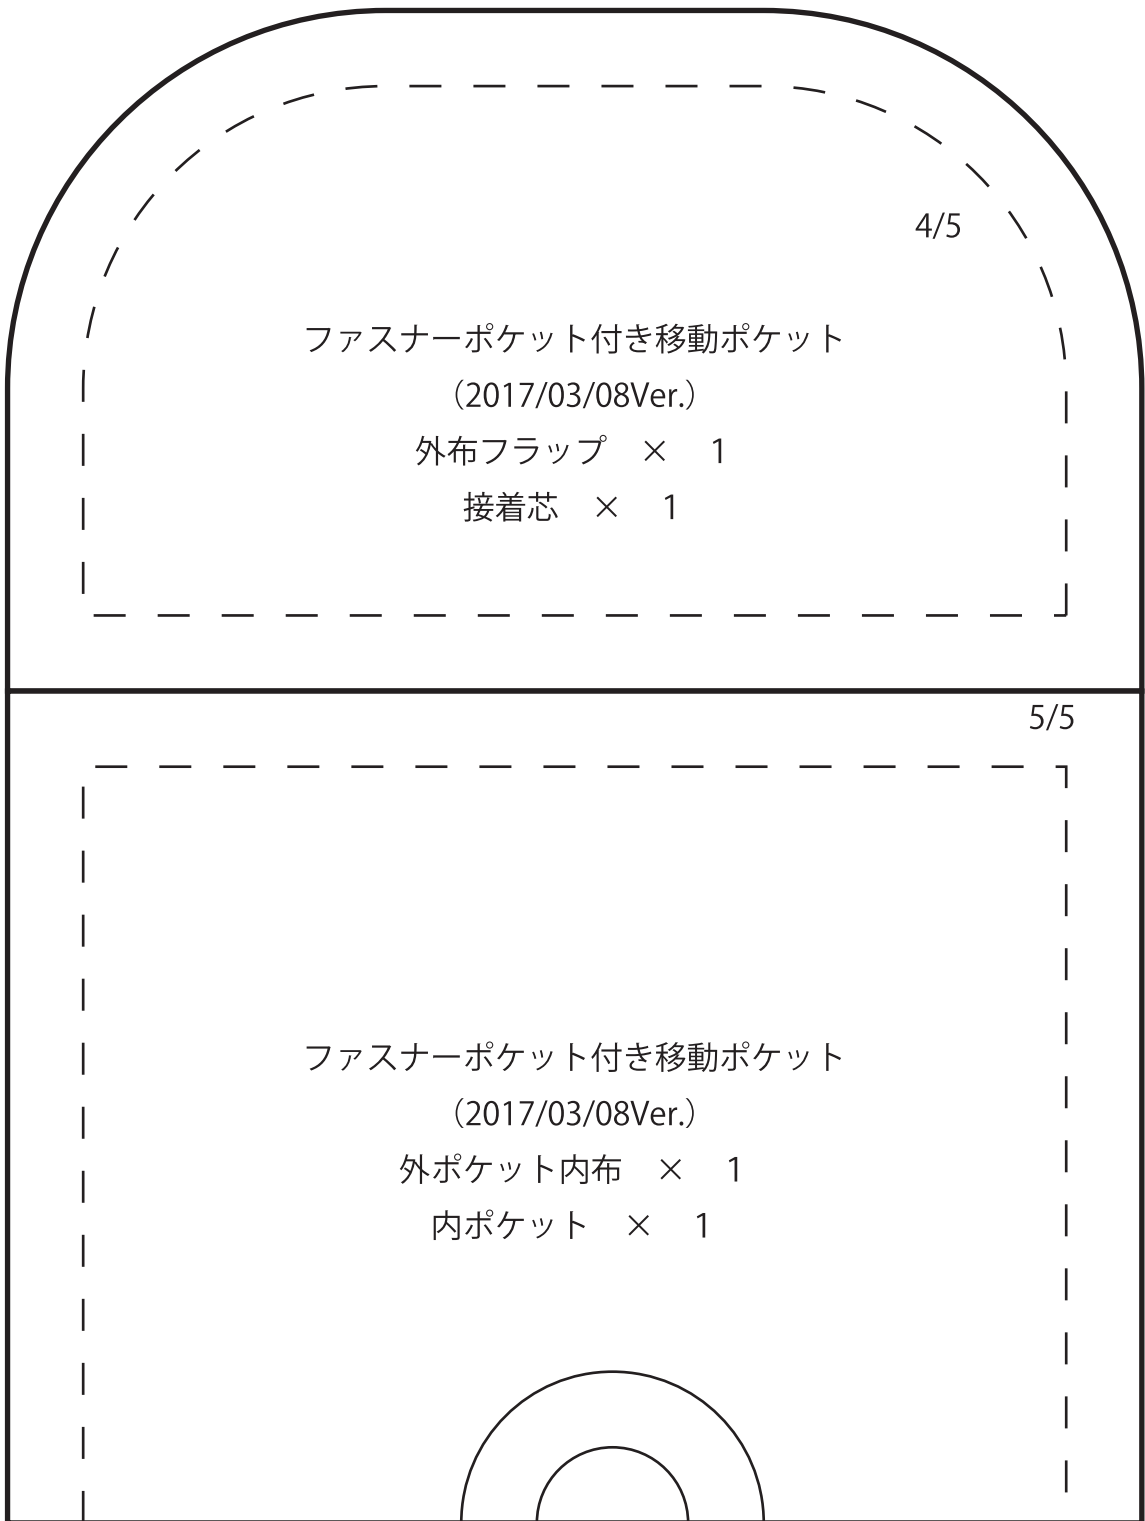 4/5
ファスナーポケット付き移動ポケット
（2017/03/08Ver.）
外布フラップ　×　1
接着芯　×　1
5/5
ファスナーポケット付き移動ポケット
（2017/03/08Ver.）
外ポケット内布　×　1
内ポケット　×　1